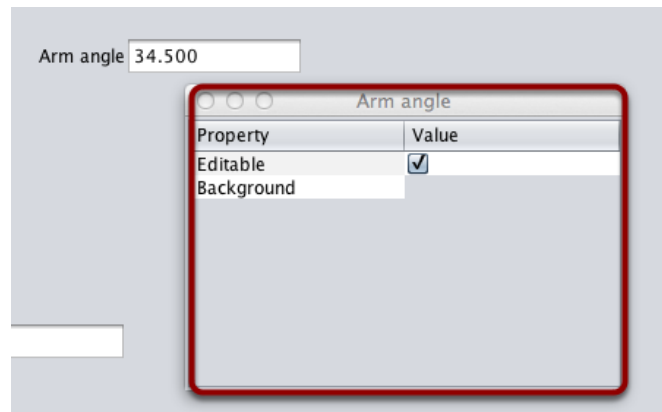 Arm angle 34.500
Arm angle
Property Value
Editable
Background